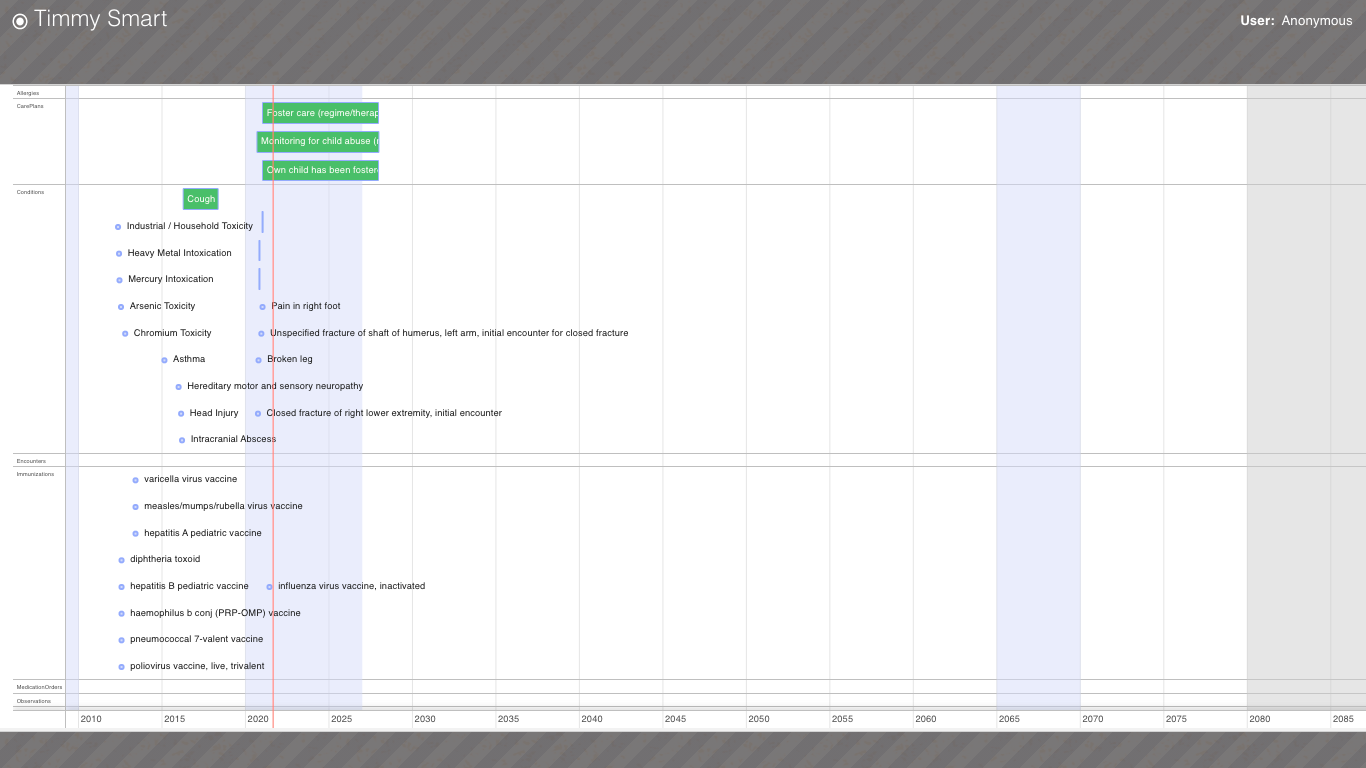 Timmy Smart
User: Anonymous
Allergies
CarePlans
Foster care (regime/therap
Monitoring for child abuse (
Own child has been foster
Conditions
Cough
Industrial / Household Toxicity
Heavy Metal Intoxication
Mercury Intoxication
Arsenic Toxicity Pain in right foot
Chromium Toxicity Unspecified fracture of shaft of humerus, left arm, initial encounter for closed fracture
Asthma Broken leg
Hereditary motor and sensory neuropathy
Head Injury Closed fracture of right lower extremity, initial encounter
Intracranial Abscess
Encounters
Immunizations
varicella virus vaccine
measles/mumps/rubella virus vaccine
hepatitis A pediatric vaccine
diphtheria toxoid
hepatitis B pediatric vaccine influenza virus vaccine, inactivated
haemophilus b conj (PRP-OMP) vaccine
pneumococcal 7-valent vaccine
poliovirus vaccine, live, trivalent
MedicationOrders
Observations
2010 2015 2020 2025 2030 2035 2040 2045 2050 2055 2060 2065 2070 2075 2080 2085